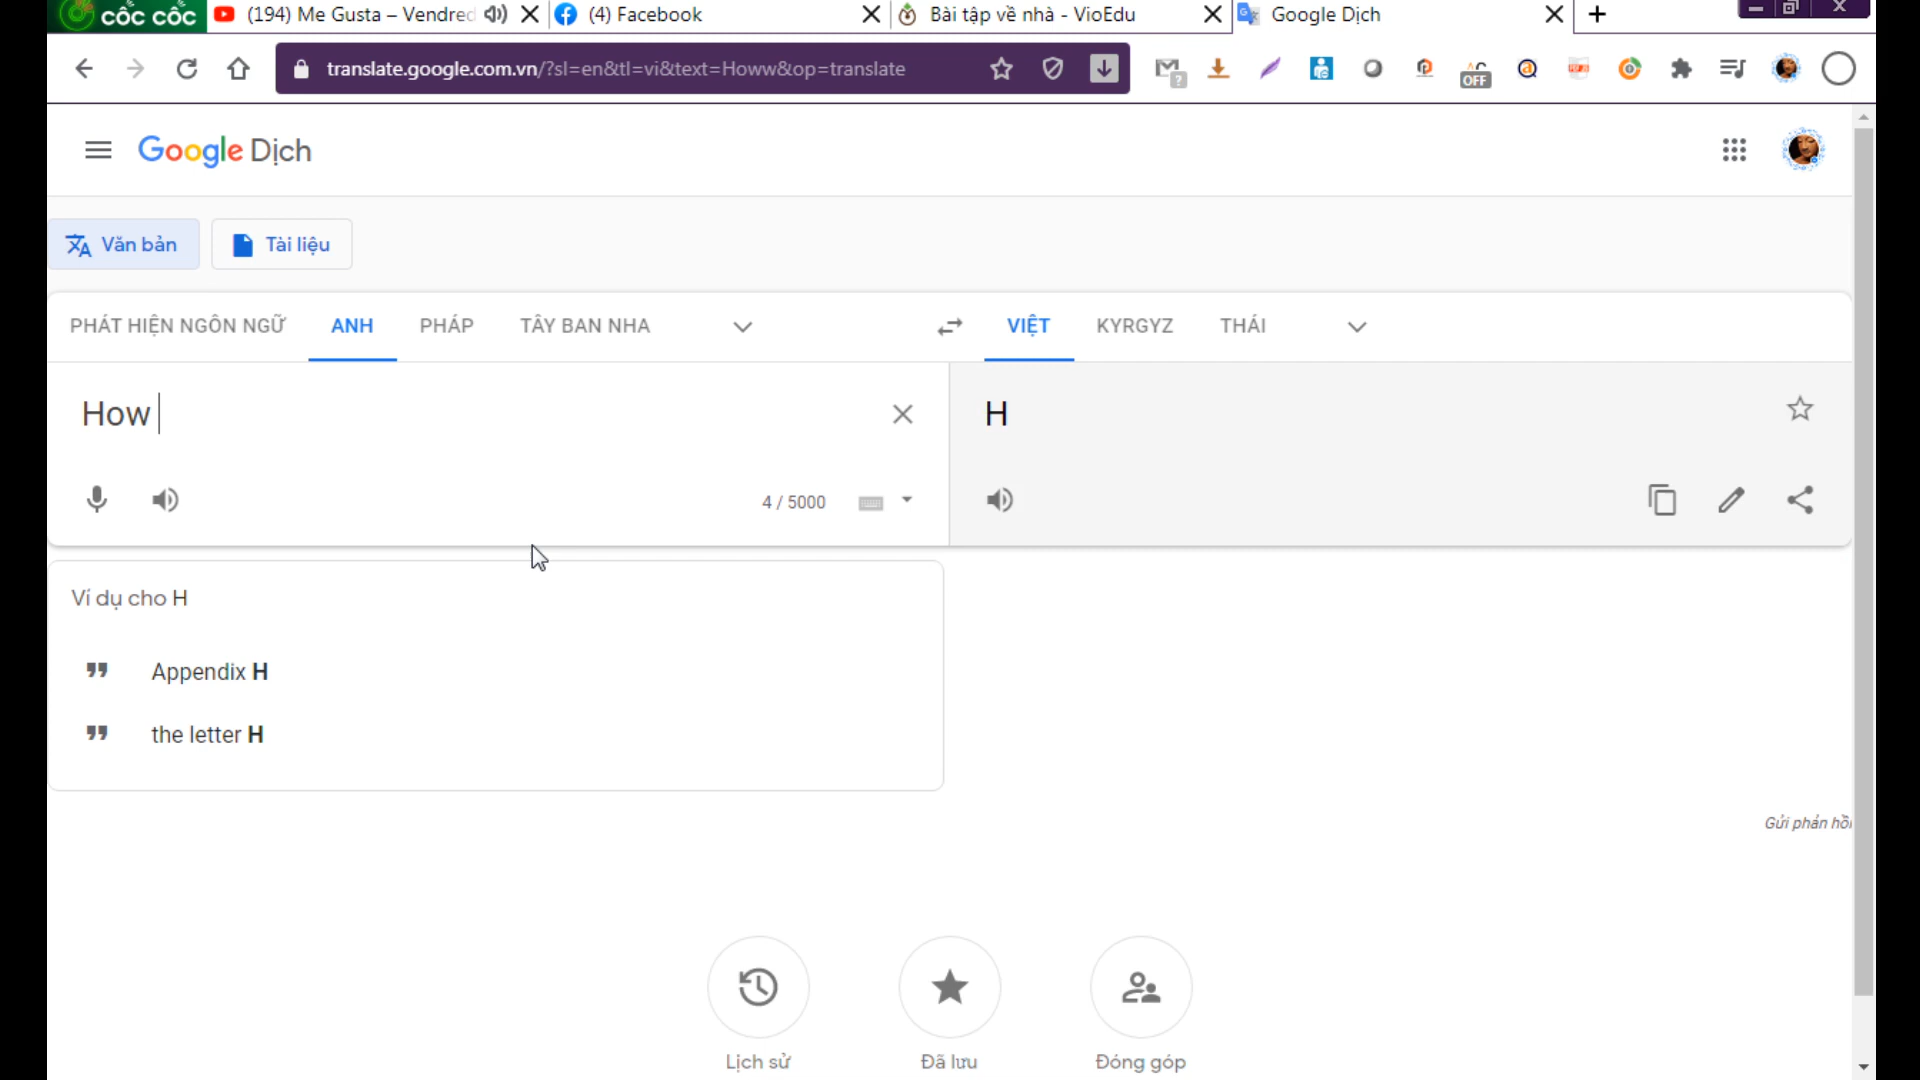 CỐC CỐC (194) Me Gusta – Vendred (4) Facebook Bài tập về nhà - VioEdu Google Dịch
translate.google.com.vn/?sl=en&tl=vi&text=Howw&op=translate OFF
Google Dịch
Văn bản Tài liệu
PHÁT HIỆN NGÔN NGỮ ANH PHÁP TÂY BAN NHA VIỆT KYRGYZ THÁI
How H
4 / 5000
Ví dụ cho H
Appendix H
the letter H
Gửi phản hồi
Lịch sử Đã lưu Đóng góp